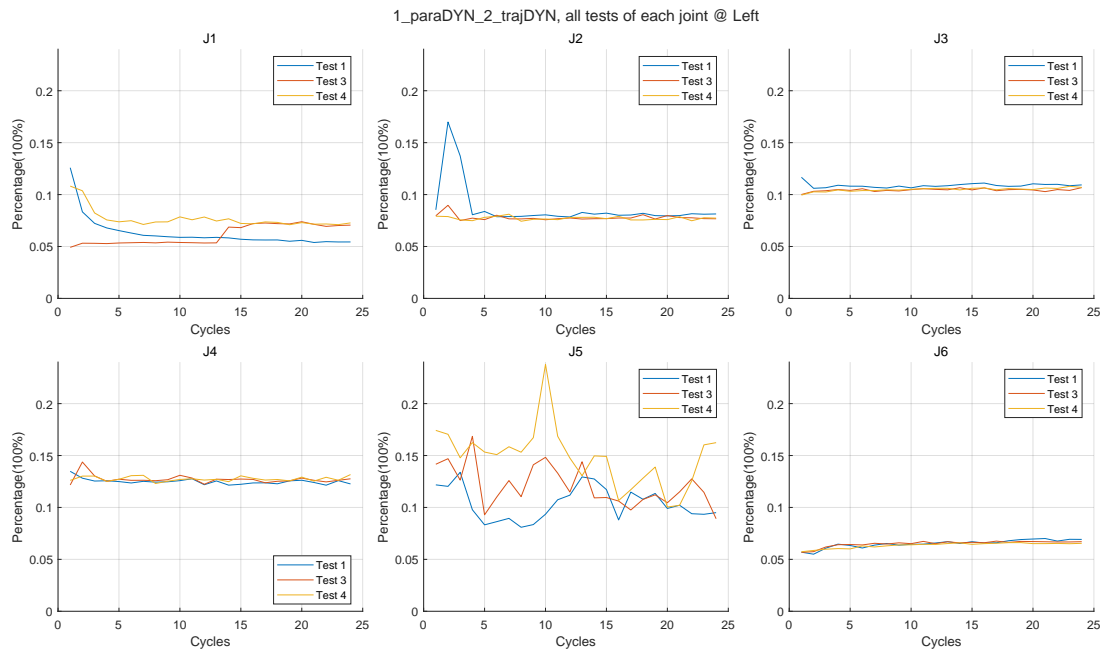 1_paraDYN_2_trajDYN, all tests of each joint @ Left
J1
Percentage(100%)
0.2
0.15
0.1
0.05
0
0 5 10 15 20 25
Cycles
Test 1
Test 3
Test 4
J2
Percentage(100%)
0.2
0.15
0.1
0.05
0
0 5 10 15 20 25
Cycles
Test 1
Test 3
Test 4
J3
Percentage(100%)
0.2
0.15
0.1
0.05
0
0 5 10 15 20 25
Cycles
Test 1
Test 3
Test 4
J4
Percentage(100%)
0.2
0.15
0.1
0.05
0
0 5 10 15 20 25
Cycles
Test 1
Test 3
Test 4
J5
Percentage(100%)
0.2
0.15
0.1
0.05
0
0 5 10 15 20 25
Cycles
Test 1
Test 3
Test 4
J6
Percentage(100%)
0.2
0.15
0.1
0.05
0
0 5 10 15 20 25
Cycles
Test 1
Test 3
Test 4